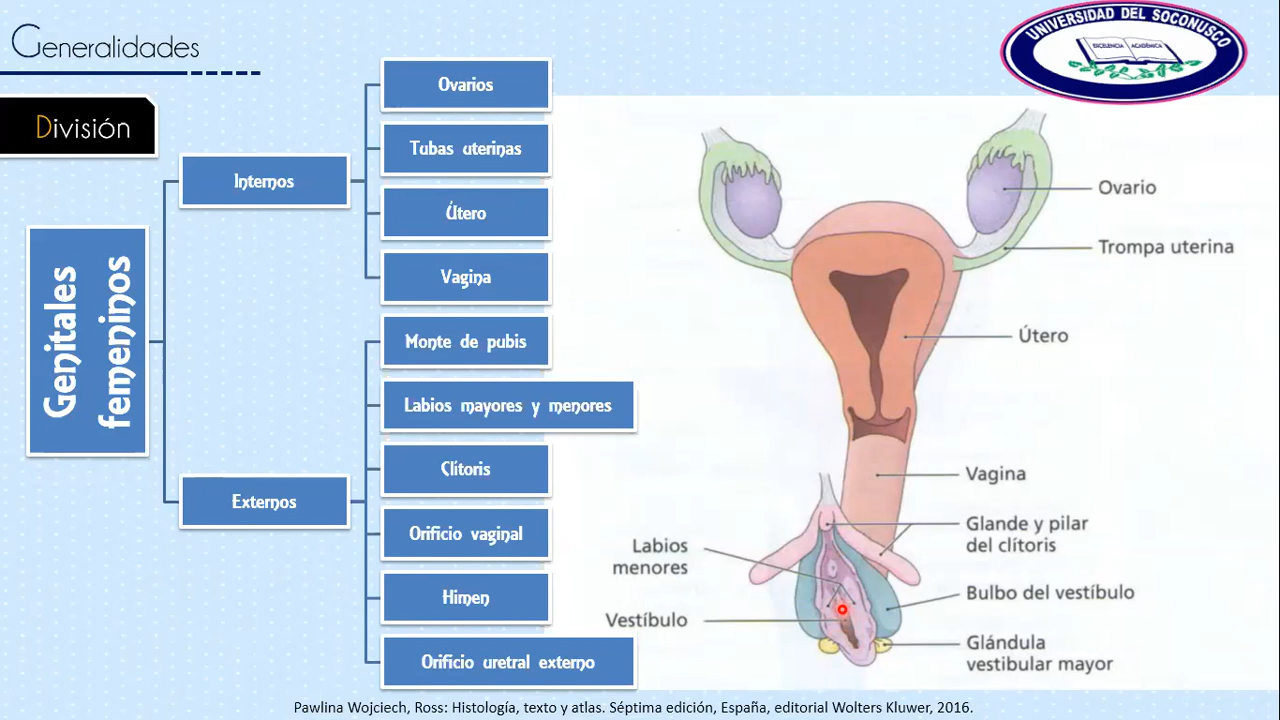 Generalidades
UNIVERSIDAD DEL SOCONUSCO
EXCELENCIA ACADÉMICA
División
Genitales
femeninos
Internos
Ovarios
Tubas uterinas
Útero
Vagina
Externos
Monte de pubis
Labios mayores y menores
Clítoris
Orificio vaginal
Himen
Orificio uretral externo
Ovario
Trompa uterina
Útero
Vagina
Glande y pilar
del clítoris
Labios
menores
Bulbo del vestíbulo
Vestíbulo
Glándula
vestibular mayor
Pawlina Wojciech, Ross: Histología, texto y atlas. Séptima edición, España, editorial Wolters Kluwer, 2016.